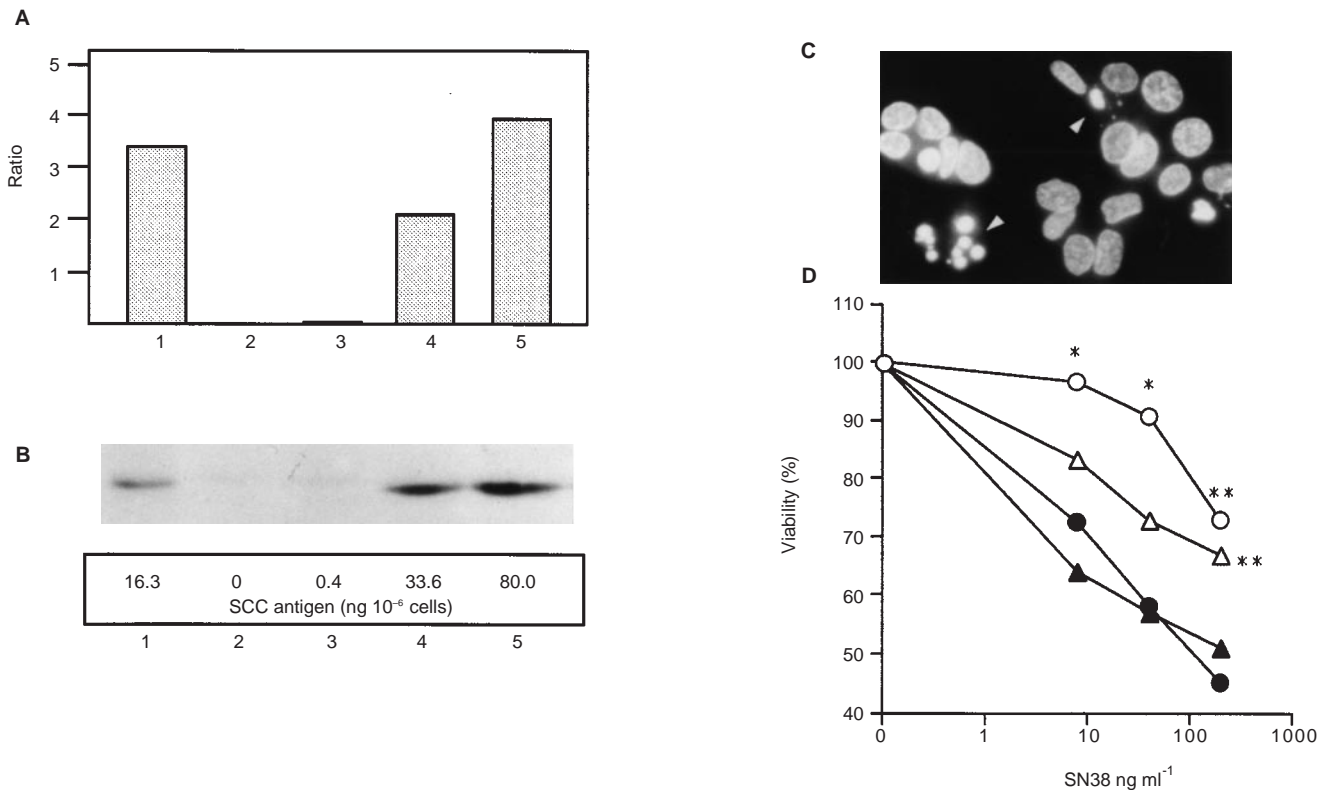 A
5
4
3
2
1
Ratio
1 2 3 4 5
B
16.3 0 0.4 33.6 80.0
SCC antigen (ng 10⁻⁶ cells)
1 2 3 4 5
C
D
110
100
90
80
70
60
50
40
Viability (%)
*
*
**
**
0 1 10 100 1000
SN38 ng ml⁻¹